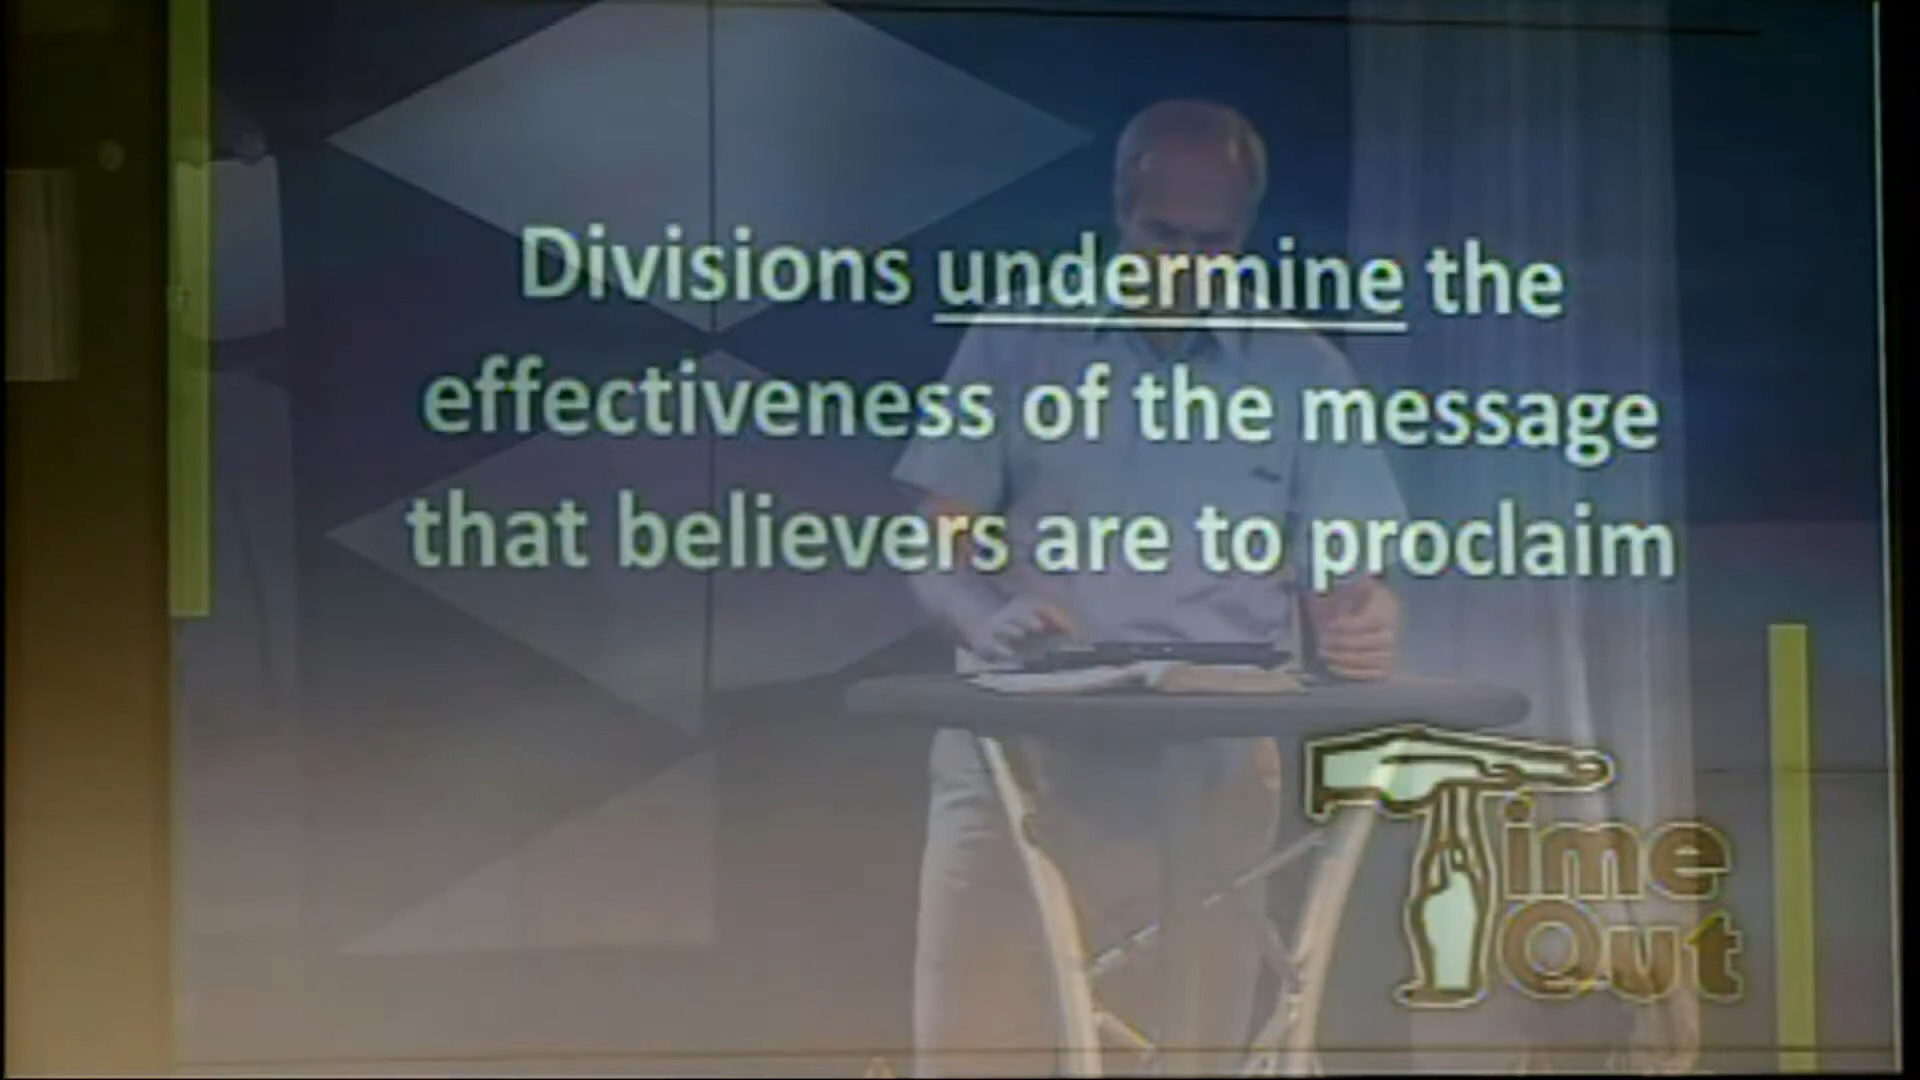 Divisions undermine the
effectiveness of the message
that believers are to proclaim
Time
Out